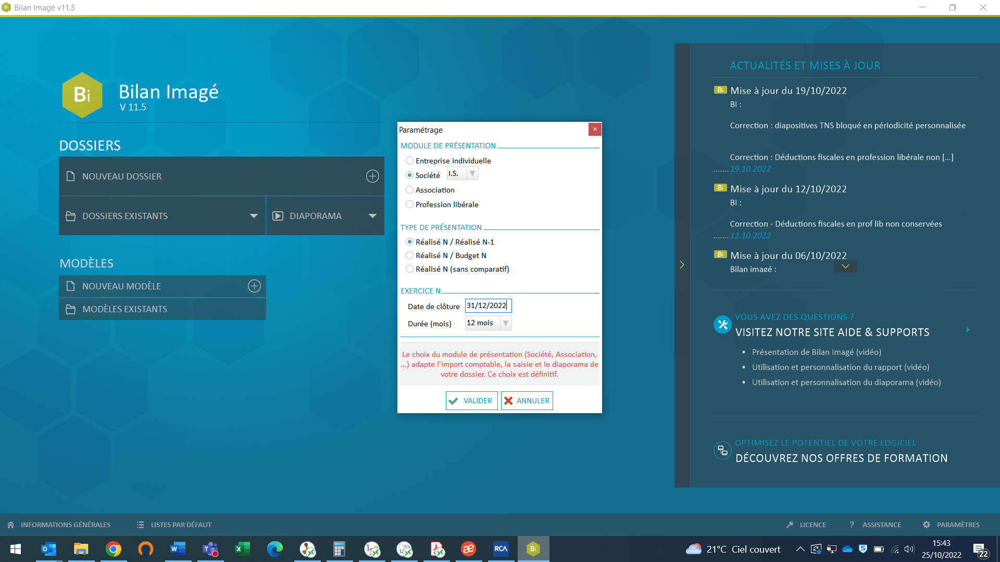 Bilan Imagé v11.5
Bi
Bilan Imagé
V 11.5
DOSSIERS
NOUVEAU DOSSIER
DOSSIERS EXISTANTS
DIAPORAMA
MODÈLES
NOUVEAU MODÈLE
MODÈLES EXISTANTS
Paramétrage
MODULE DE PRÉSENTATION
Entreprise individuelle
Société I.S.
Association
Profession libérale
TYPE DE PRÉSENTATION
Réalisé N / Réalisé N-1
Réalisé N / Budget N
Réalisé N (sans comparatif)
EXERCICE N
Date de clôture 31/12/2022
Durée (mois) 12 mois
Le choix du module de présentation (Société, Association,
...) adapte l'import comptable, la saisie et le diaporama de
votre dossier. Ce choix est définitif.
VALIDER
ANNULER
ACTUALITÉS ET MISES À JOUR
Bi Mise à jour du 19/10/2022
BI :
Correction : diapositives TNS bloqué en périodicité personnalisée
Correction : Déductions fiscales en profession libérale non [...]
....... 19.10.2022
Bi Mise à jour du 12/10/2022
BI :
Correction - Déductions fiscales en prof lib non conservées
....... 12.10.2022
Bi Mise à jour du 06/10/2022
Bilan imagé :
VOUS AVEZ DES QUESTIONS ?
VISITEZ NOTRE SITE AIDE & SUPPORTS
• Présentation de Bilan Imagé (vidéo)
• Utilisation et personnalisation du rapport (vidéo)
• Utilisation et personnalisation du diaporama (vidéo)
OPTIMISEZ LE POTENTIEL DE VOTRE LOGICIEL
DÉCOUVREZ NOS OFFRES DE FORMATION
INFORMATIONS GÉNÉRALES
LISTES PAR DÉFAUT
LICENCE
? ASSISTANCE
PARAMÈTRES
RCA
Bi
21°C Ciel couvert
15:43
25/10/2022
22